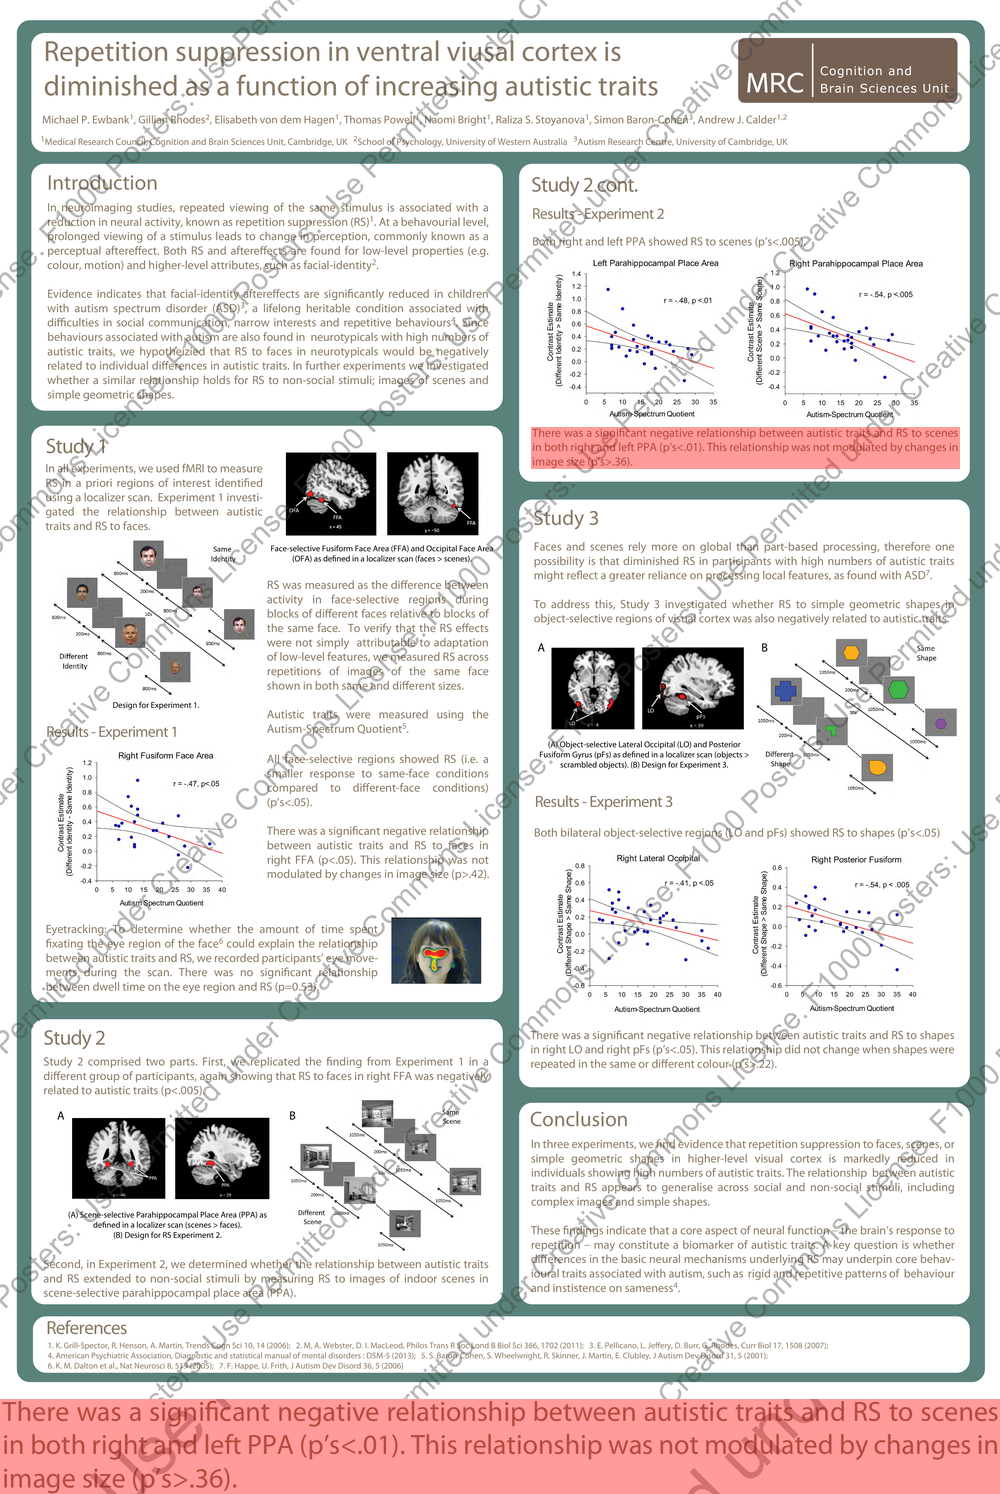 Repetition suppression in ventral viusal cortex is
diminished as a function of increasing autistic traits
MRC
Cognition and
Brain Sciences Unit
Michael P. Ewbank1, Gillian Rhodes2, Elisabeth von dem Hagen1, Thomas Powell1, Naomi Bright1, Raliza S. Stoyanova1, Simon Baron-Cohen3, Andrew J. Calder1,2
1Medical Research Council Cognition and Brain Sciences Unit, Cambridge, UK 2School of Psychology, University of Western Australia 3Autism Research Centre, University of Cambridge, UK
Introduction
In neuroimaging studies, repeated viewing of the same stimulus is associated with a
reduction in neural activity, known as repetition suppression (RS)1. At a behavourial level,
prolonged viewing of a stimulus leads to change in perception, commonly known as a
perceptual aftereffect. Both RS and aftereffects are found for low-level properties (e.g.
colour, motion) and higher-level attributes, such as facial-identity2.
Evidence indicates that facial-identity aftereffects are significantly reduced in children
with autism spectrum disorder (ASD)3, a lifelong heritable condition associated with
difficulties in social communication, narrow interests and repetitive behaviours4. Since
behaviours associated with autism are also found in neurotypicals with high numbers of
autistic traits, we hypotheizied that RS to faces in neurotypicals would be negatively
related to individual differences in autistic traits. In further experiments we investigated
whether a similar relationship holds for RS to non-social stimuli; images of scenes and
simple geometric shapes.
Study 1
In all experiments, we used fMRI to measure
RS in a priori regions of interest identified
using a localizer scan. Experiment 1 investi-
gated the relationship between autistic
traits and RS to faces.
OFA
FFA
x = 45
FFA
y = -50
Face-selective Fusiform Face Area (FFA) and Occipital Face Area
(OFA) as defined in a localizer scan (faces > scenes).
Same
Identity
800ms
200ms
10s
800ms
200ms
800ms
800ms
Different
Identity
800ms
Design for Experiment 1.
RS was measured as the difference between
activity in face-selective regions during
blocks of different faces relative to blocks of
the same face. To verify that the RS effects
were not simply attributable to adaptation
of low-level features, we measured RS across
repetitions of images of the same face
shown in both same and different sizes.
Autistic traits were measured using the
Autism-Spectrum Quotient5.
All face-selective regions showed RS (i.e. a
smaller response to same-face conditions
compared to different-face conditions)
(p's<.05).
There was a significant negative relationship
between autistic traits and RS to faces in
right FFA (p<.05). This relationship was not
modulated by changes in image size (p>.42).
Results - Experiment 1
Right Fusiform Face Area
r = -.47, p<.05
Contrast Estimate
(Different identity - Same Identity)
1.2
1.0
0.8
0.6
0.4
0.2
0.0
-0.2
-0.4
0 5 10 15 20 25 30 35 40
Autism Spectrum Quotient
Eyetracking: To determine whether the amount of time spent
fixating the eye region of the face6 could explain the relationship
between autistic traits and RS, we recorded participants' eye move-
ments during the scan. There was no significant relationship
between dwell time on the eye region and RS (p=0.53).
Study 2
Study 2 comprised two parts. First, we replicated the finding from Experiment 1 in a
different group of participants, again showing that RS to faces in right FFA was negatively
related to autistic traits (p<.005).
A
PPA
y = -46
PPA
x = 29
(A) Scene-selective Parahippocampal Place Area (PPA) as
defined in a localizer scan (scenes > faces).
(B) Design for RS Experiment 2.
B
Same
Scene
1050ms
200ms
1050ms
1050ms
1050ms
200ms
Different
Scene
1050ms
1050ms
Second, in Experiment 2, we determined whether the relationship between autistic traits
and RS extended to non-social stimuli by measuring RS to images of indoor scenes in
scene-selective parahippocampal place area (PPA).
Study 2 cont.
Results - Experiment 2
Both right and left PPA showed RS to scenes (p's<.005).
Left Parahippocampal Place Area
r = -.48, p <.01
Contrast Estimate
(Different Identity > Same Identity)
1.4
1.2
1.0
0.8
0.6
0.4
0.2
0.0
-0.2
-0.4
0 5 10 15 20 25 30 35
Autism-Spectrum Quotient
Right Parahippocampal Place Area
r = -.54, p <.005
Contrast Estimate
(Different Scene > Same Scene)
1.2
1.0
0.8
0.6
0.4
0.2
0.0
-0.2
-0.4
0 5 10 15 20 25 30 35
Autism-Spectrum Quotient
There was a significant negative relationship between autistic traits and RS to scenes
in both right and left PPA (p's<.01). This relationship was not modulated by changes in
image size (p's>.36).
Study 3
Faces and scenes rely more on global than part-based processing, therefore one
possibility is that diminished RS in participants with high numbers of autistic traits
might reflect a greater reliance on processing local features, as found with ASD7.
To address this, Study 3 investigated whether RS to simple geometric shapes in
object-selective regions of visual cortex was also negatively related to autistic traits.
A
LO
LO
pFs
x = 39
(A) Object-selective Lateral Occipital (LO) and Posterior
Fusiform Gyrus (pFs) as defined in a localizer scan (objects >
scrambled objects). (B) Design for Experiment 3.
B
Same
Shape
1050ms
200ms
10s
1050ms
1050ms
200ms
1050ms
Different
Shape
1050ms
1050ms
Results - Experiment 3
Both bilateral object-selective regions (LO and pFs) showed RS to shapes (p's<.05)
Right Lateral Occipital
r = -.41, p <.05
Contrast Estimate
(Different Shape > Same Shape)
0.8
0.6
0.4
0.2
0.0
-0.2
-0.4
-0.6
0 5 10 15 20 25 30 35 40
Autism-Spectrum Quotient
Right Posterior Fusiform
r = -.54, p < .005
Contrast Estimate
(Different Shape > Same Shape)
0.6
0.4
0.2
0.0
-0.2
-0.4
-0.6
0 5 10 15 20 25 30 35 40
Autism-Spectrum Quotient
There was a significant negative relationship between autistic traits and RS to shapes
in right LO and right pFs (p's<.05). This relationship did not change when shapes were
repeated in the same or different colour (p's>.22).
Conclusion
In three experiments, we find evidence that repetition suppression to faces, scenes, or
simple geometric shapes in higher-level visual cortex is markedly reduced in
individuals showing high numbers of autistic traits. The relationship between autistic
traits and RS appears to generalise across social and non-social stimuli, including
complex images and simple shapes.
These findings indicate that a core aspect of neural function – the brain's response to
repetition – may constitute a biomarker of autistic traits. A key question is whether
differences in the basic neural mechanisms underlying RS may underpin core behav-
ioural traits associated with autism, such as rigid and repetitive patterns of behaviour
and instistence on sameness4.
References
1. K. Grill-Spector, R. Henson, A. Martin, Trends Cogn Sci 10, 14 (2006); 2. M. A. Webster, D. I. MacLeod, Philos Trans R Soc Lond B Biol Sci 366, 1702 (2011); 3. E. Pellicano, L. Jeffery, D. Burr, G. Rhodes, Curr Biol 17, 1508 (2007);
4. American Psychiatric Association, Diagnostic and statistical manual of mental disorders : DSM-5 (2013); 5. S. Baron-Cohen, S. Wheelwright, R. Skinner, J. Martin, E. Clubley, J Autism Dev Disord 31, 5 (2001);
6. K. M. Dalton et al., Nat Neurosci 8, 519 (2005); 7. F. Happe, U. Frith, J Autism Dev Disord 36, 5 (2006)
There was a significant negative relationship between autistic traits and RS to scenes
in both right and left PPA (p's<.01). This relationship was not modulated by changes in
image size (p's>.36).
F1000 Posters: Use Permitted under Creative Commons License.